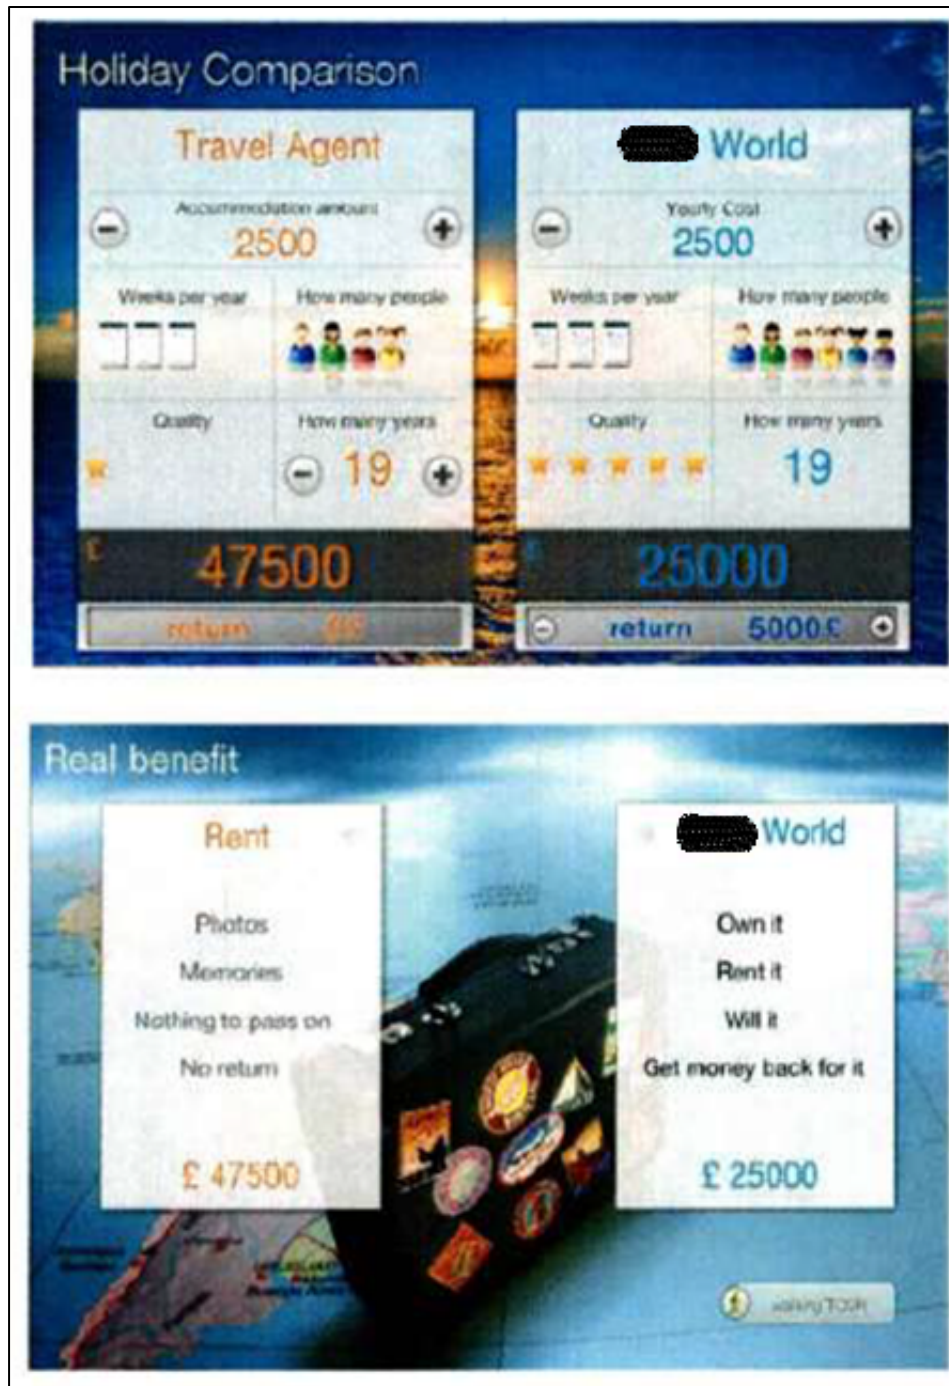 Holiday Comparison
Travel Agent
Accommodation amount
2500
Weeks per year
How many people
Quality
How many years
19
£ 47500
return
World
Yearly Cost
2500
Weeks per year
How many people
Quality
How many years
19
£ 25000
return 5000£
Real benefit
Rent
Photos
Memories
Nothing to pass on
No return
£ 47500
World
Own it
Rent it
Will it
Get money back for it
£ 25000
TOUR